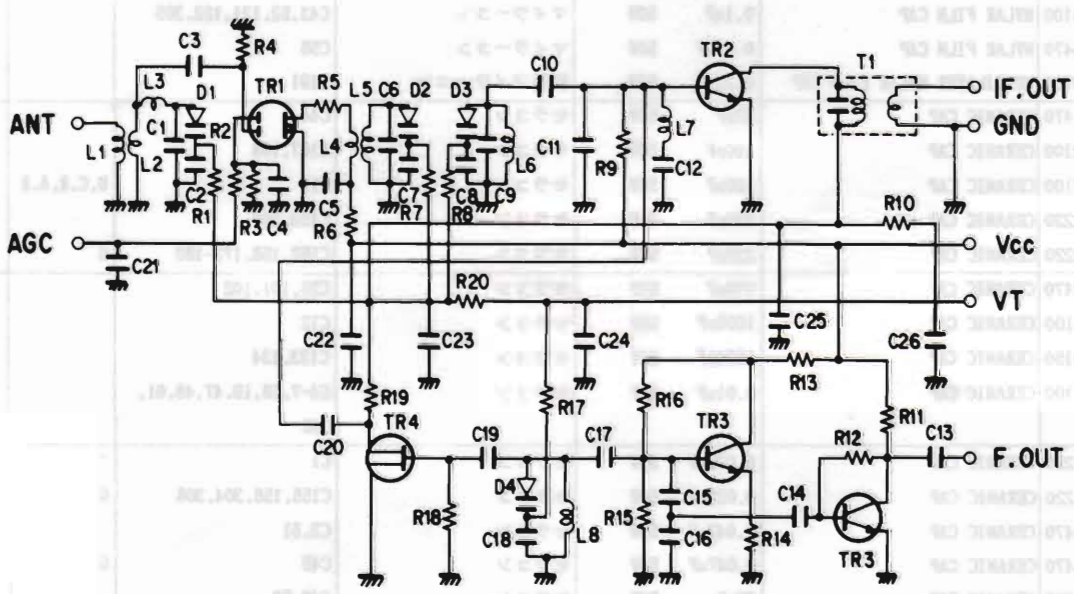 C3
R4
TR1
R5
L5
C6
D2
D3
C10
TR2
T1
IF.OUT
GND
L3
D1
C1
R2
ANT
L1
L2
L4
C11
L6
R9
L7
C12
C2
R1
R3
C4
C5
R6
C7
R7
C8
R8
C9
R10
AGC
Vcc
C21
R20
VT
C22
C23
C24
C25
C26
R13
R19
TR4
R17
R16
TR3
R11
C20
C19
C17
R12
C13
F.OUT
D4
C15
C14
R18
C18
L8
R15
C16
R14
TR3